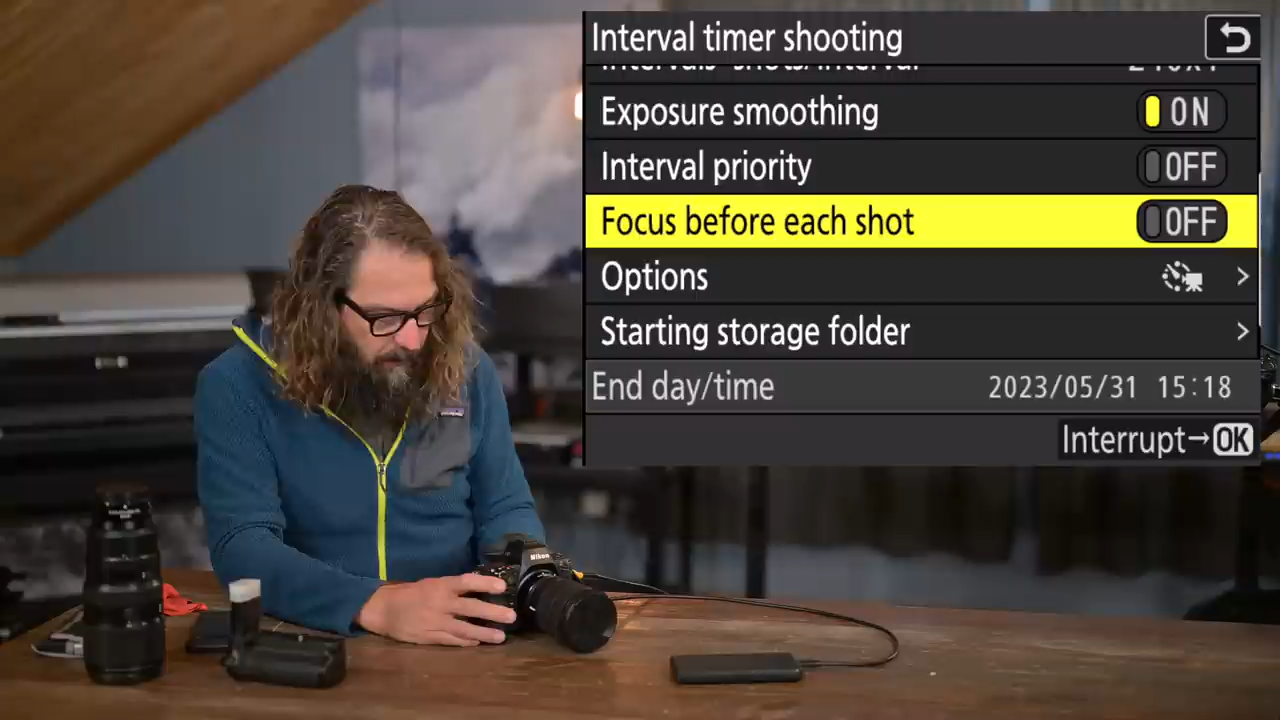 Interval timer shooting
Exposure smoothing ON
Interval priority OFF
Focus before each shot OFF
Options >
Starting storage folder >
End day/time 2023/05/31 15:18
Interrupt→OK
Nikon